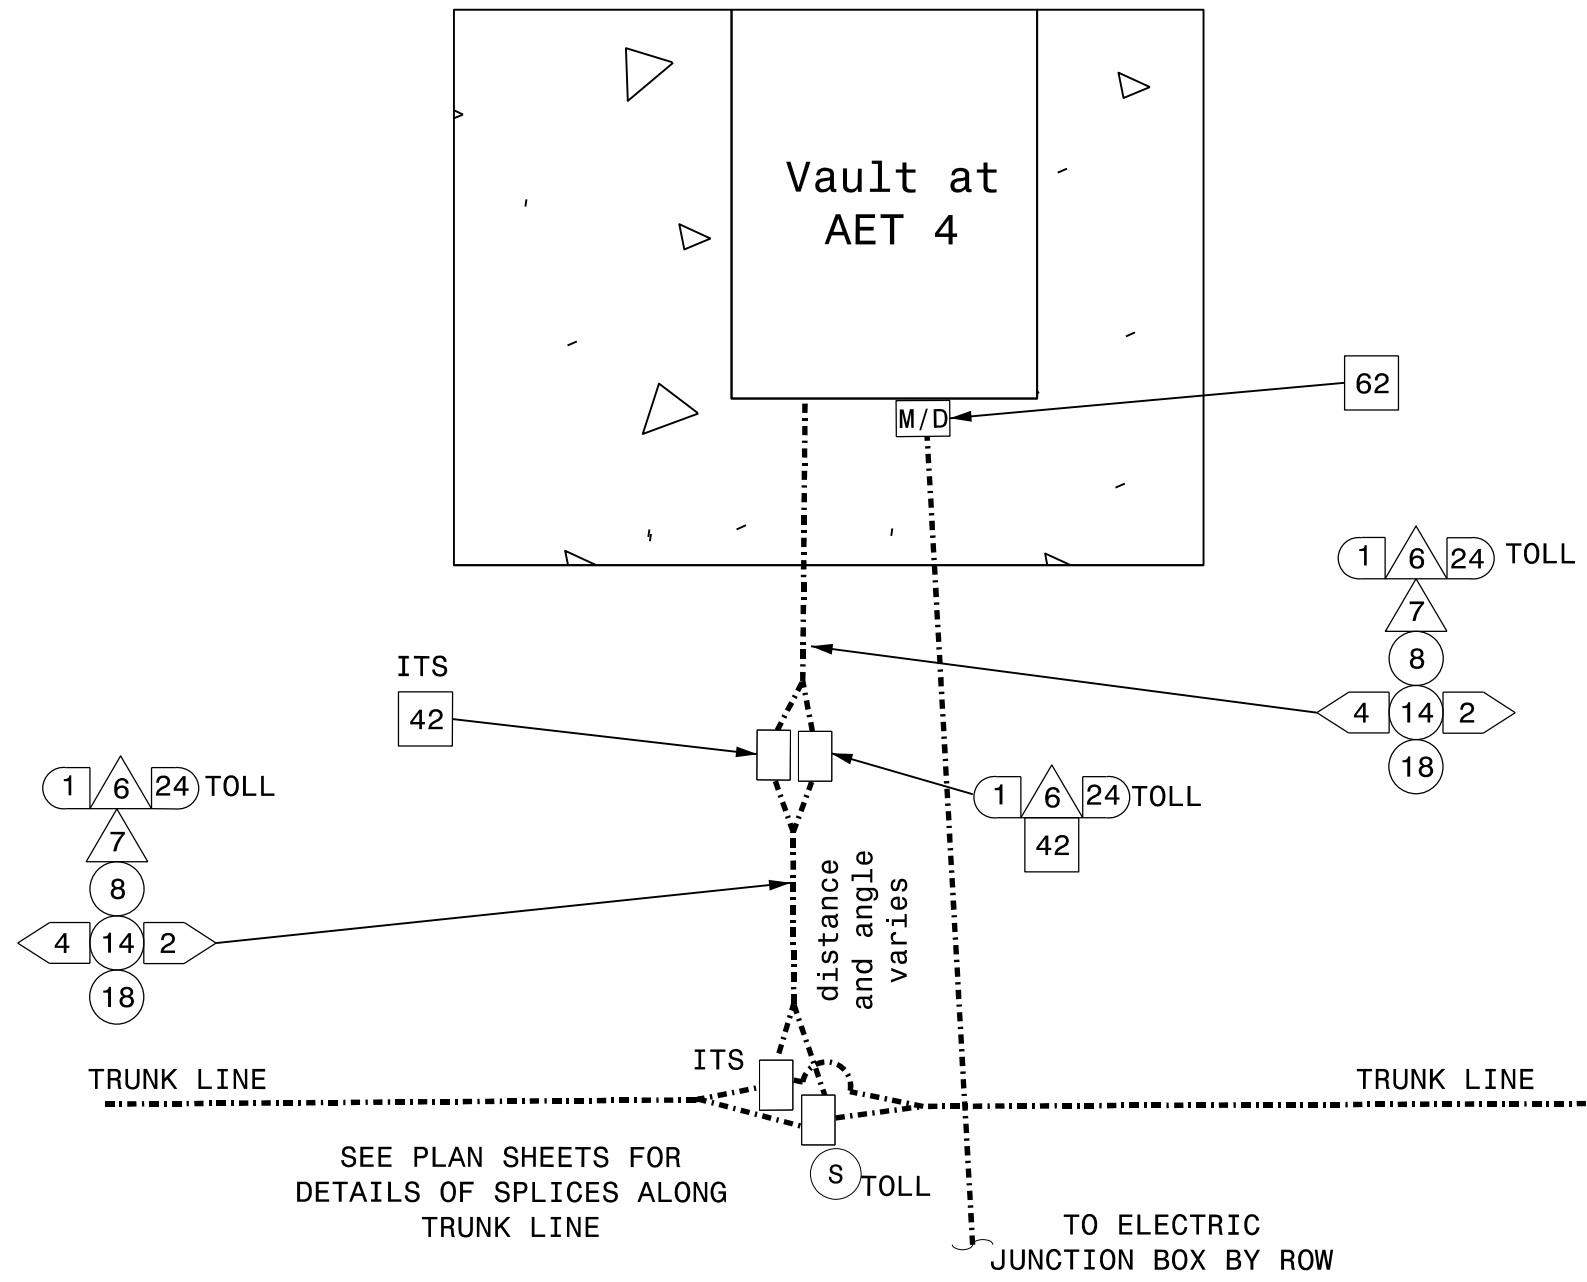 Vault at
AET 4
62
M/D
1 6 24 TOLL
7
8
4 14 2
18
ITS
42
1 6 24 TOLL
7
8
4 14 2
18
1 6 24 TOLL
42
distance
and angle
varies
ITS
TRUNK LINE
TRUNK LINE
SEE PLAN SHEETS FOR
DETAILS OF SPLICES ALONG
TRUNK LINE
S TOLL
TO ELECTRIC
JUNCTION BOX BY ROW